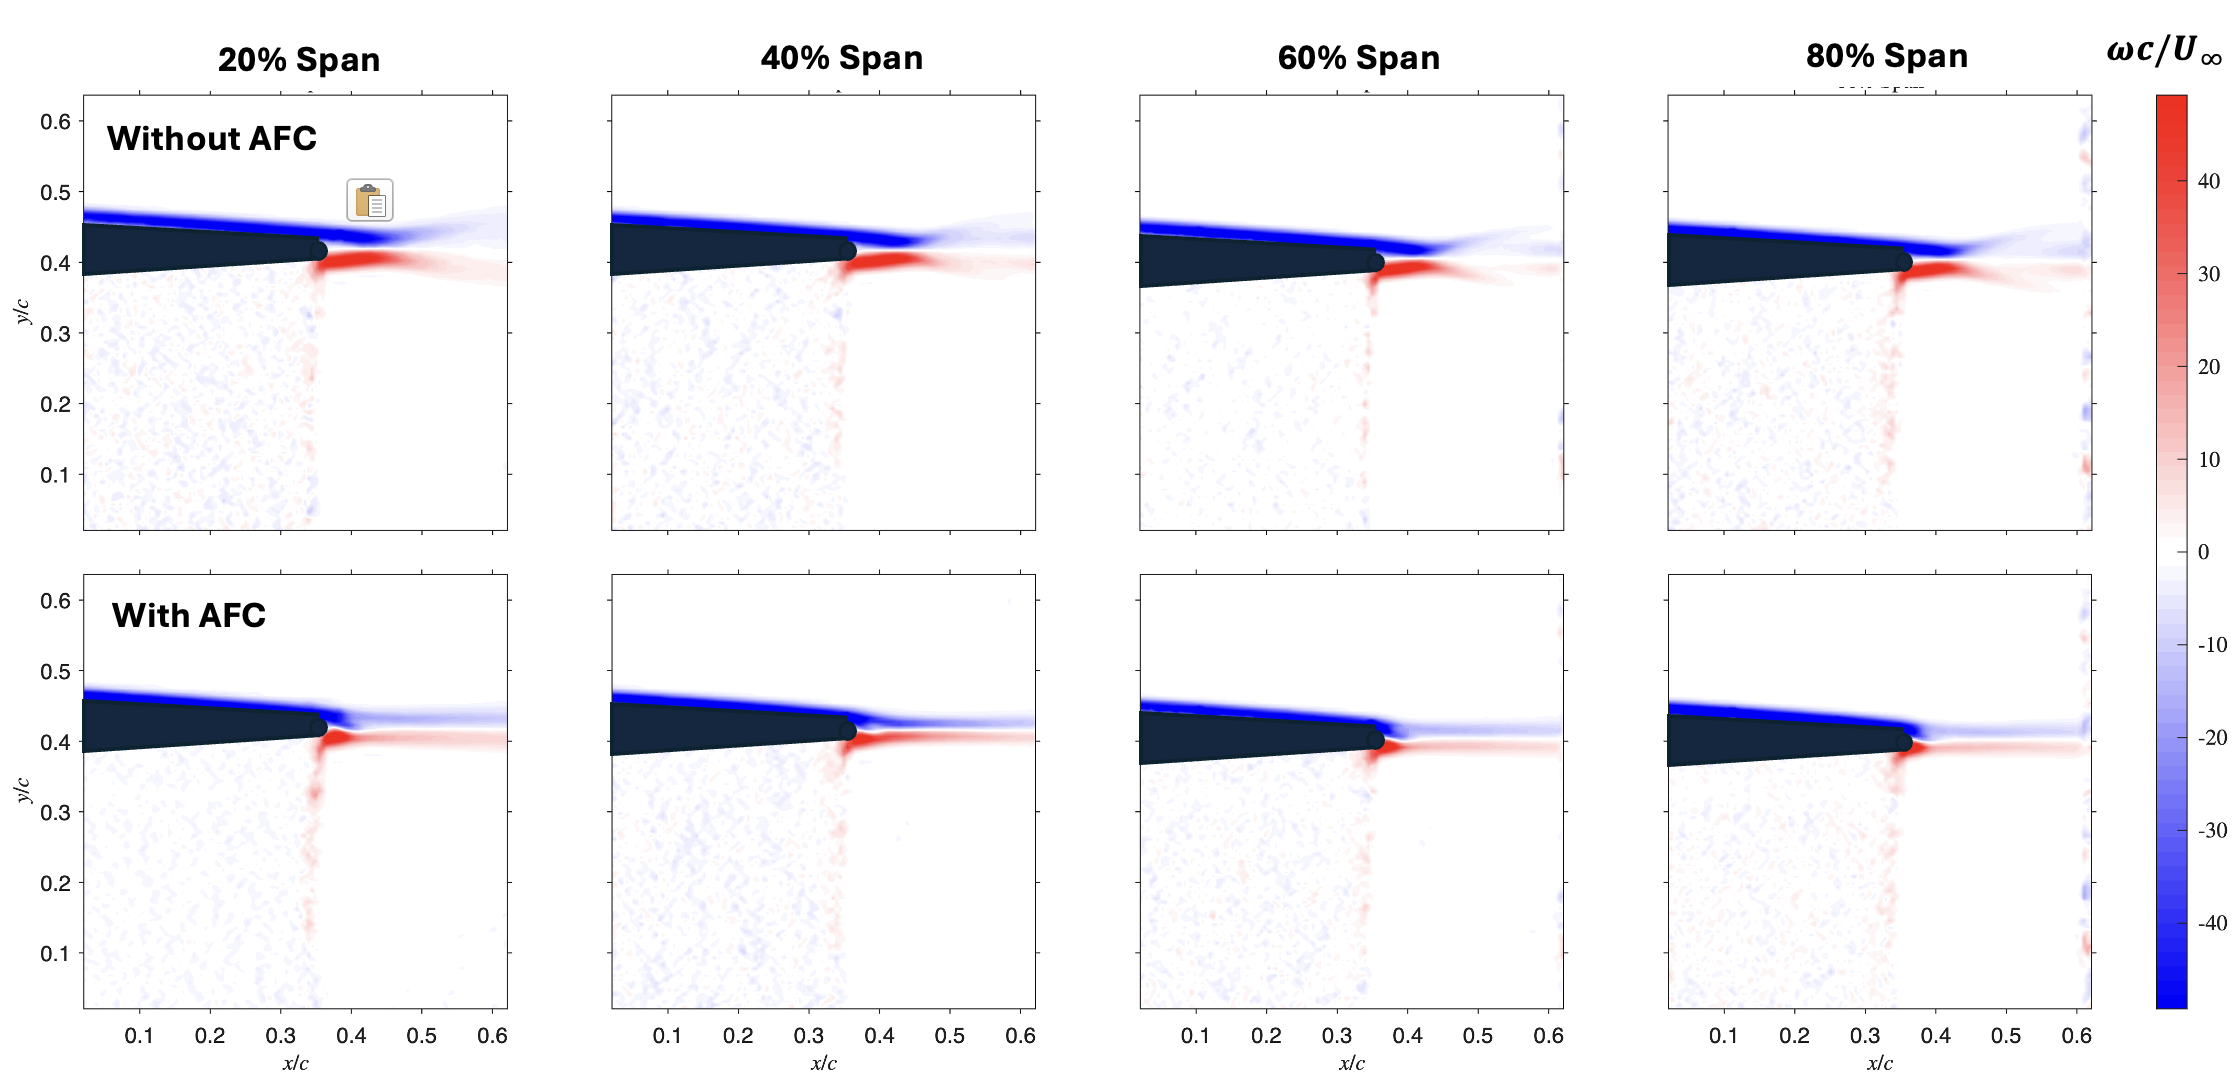 20% Span
40% Span
60% Span
80% Span
ωc/U∞
Without AFC
0.6
0.5
0.4
0.3
0.2
0.1
y/c
40
30
20
10
0
-10
-20
-30
-40
With AFC
0.6
0.5
0.4
0.3
0.2
0.1
y/c
0.1 0.2 0.3 0.4 0.5 0.6
0.1 0.2 0.3 0.4 0.5 0.6
0.1 0.2 0.3 0.4 0.5 0.6
0.1 0.2 0.3 0.4 0.5 0.6
x/c
x/c
x/c
x/c